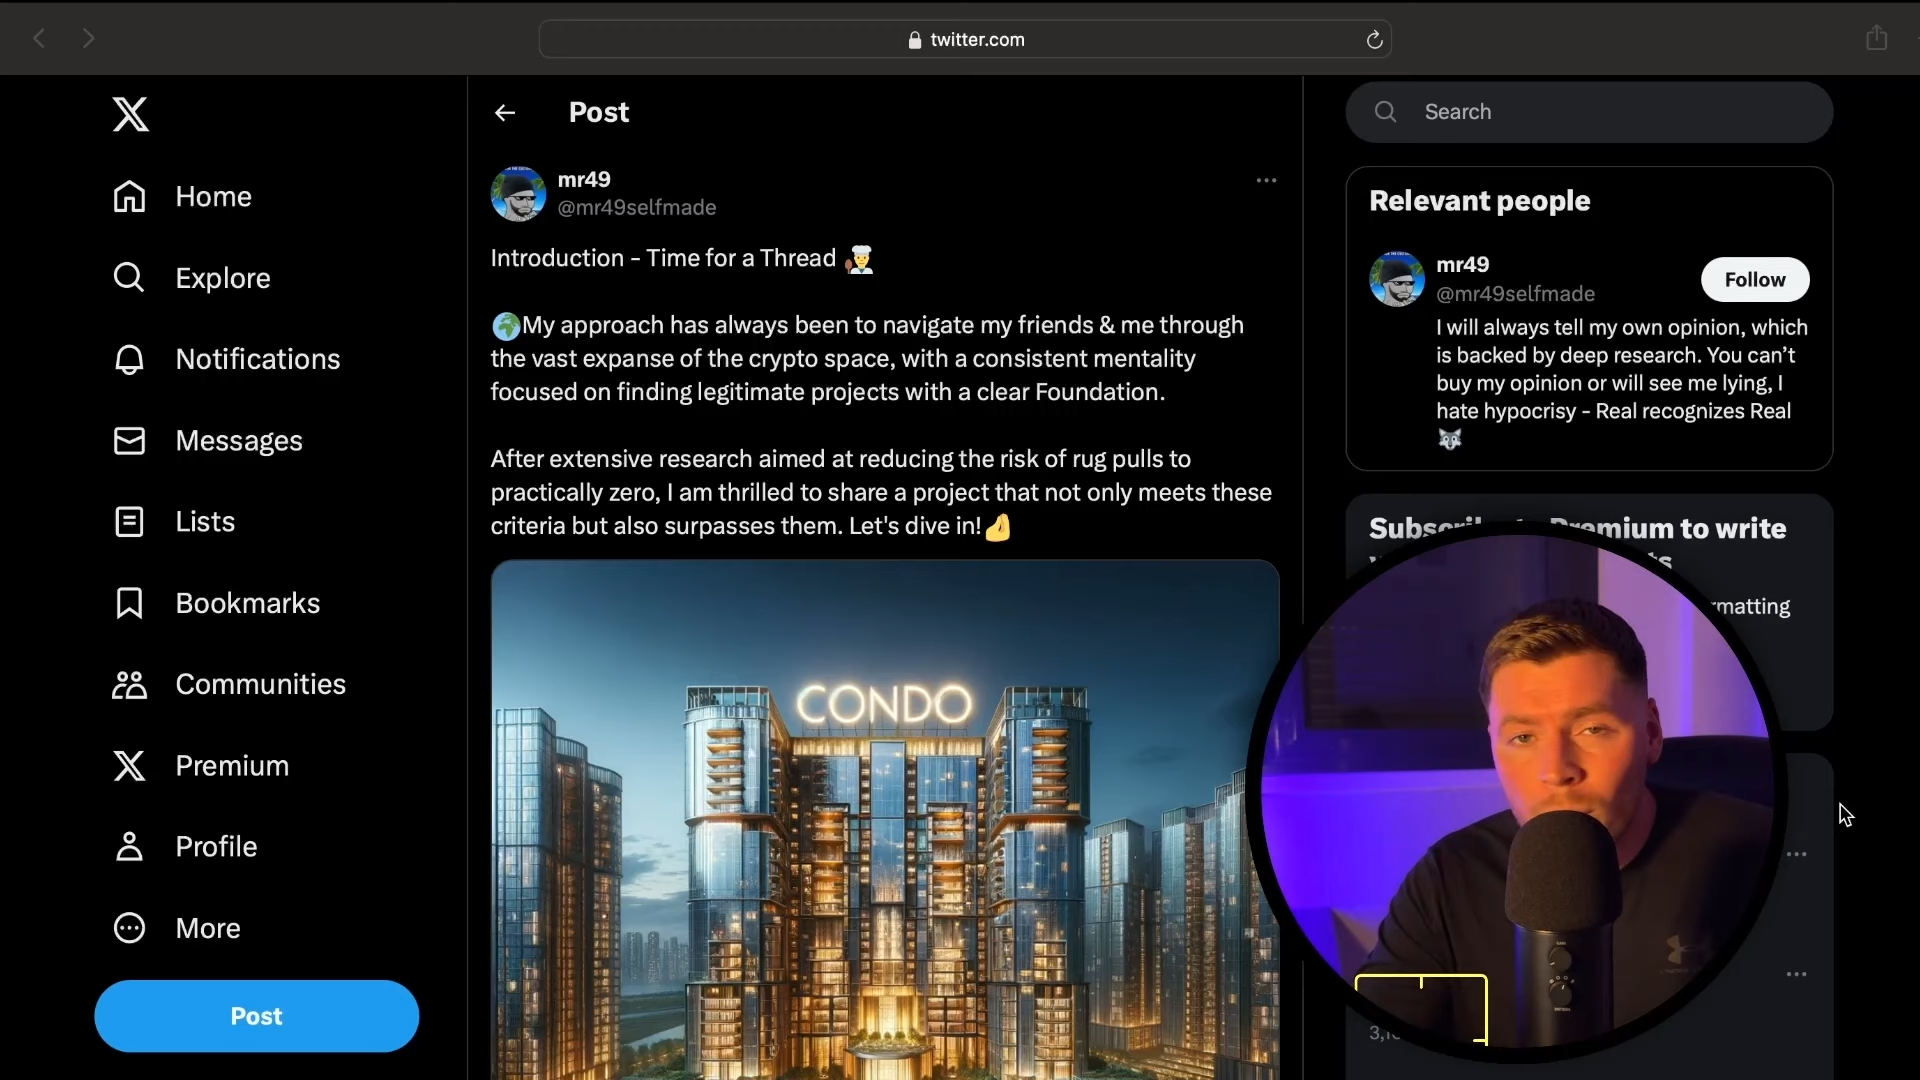 twitter.com
Home
Explore
Notifications
Messages
Lists
Bookmarks
Communities
Premium
Profile
More
Post
Post
mr49
@mr49selfmade
Introduction - Time for a Thread
My approach has always been to navigate my friends & me through
the vast expanse of the crypto space, with a consistent mentality
focused on finding legitimate projects with a clear Foundation.
After extensive research aimed at reducing the risk of rug pulls to
practically zero, I am thrilled to share a project that not only meets these
criteria but also surpasses them. Let's dive in!
CONDO
Search
Relevant people
mr49
@mr49selfmade
Follow
I will always tell my own opinion, which
is backed by deep research. You can’t
buy my opinion or will see me lying, I
hate hypocrisy - Real recognizes Real
Premium to write